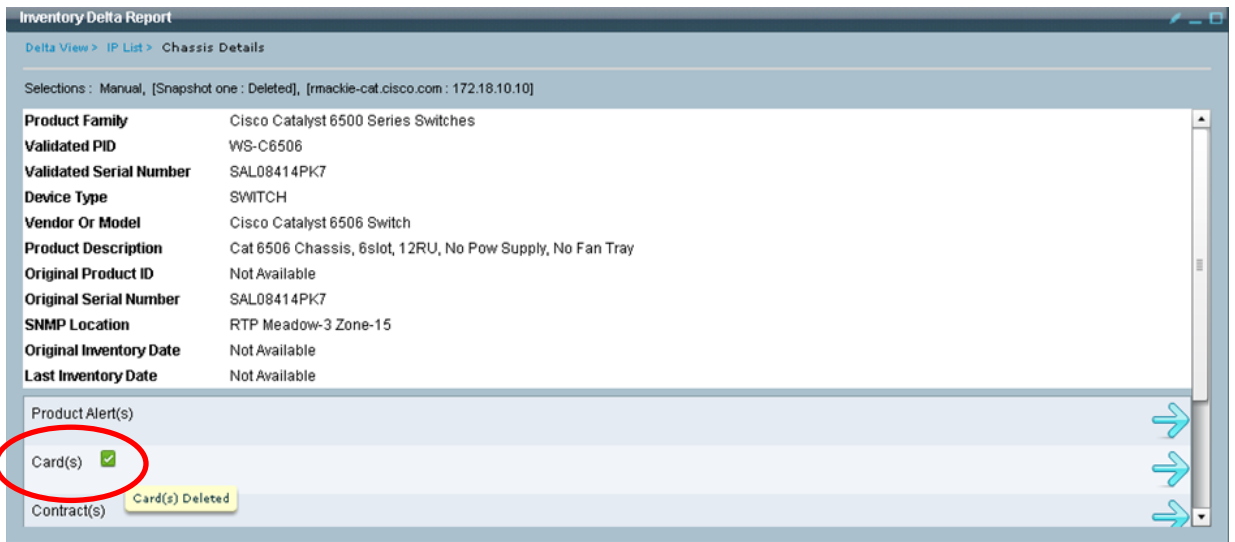 Inventory Delta Report
Delta View > IP List > Chassis Details
Selections : Manual, [Snapshot one : Deleted], [rmackie-cat.cisco.com : 172.18.10.10]
Product Family Cisco Catalyst 6500 Series Switches
Validated PID WS-C6506
Validated Serial Number SAL08414PK7
Device Type SWITCH
Vendor Or Model Cisco Catalyst 6506 Switch
Product Description Cat 6506 Chassis, 6slot, 12RU, No Pow Supply, No Fan Tray
Original Product ID Not Available
Original Serial Number SAL08414PK7
SNMP Location RTP Meadow-3 Zone-15
Original Inventory Date Not Available
Last Inventory Date Not Available
Product Alert(s)
Card(s)
Card(s) Deleted
Contract(s)